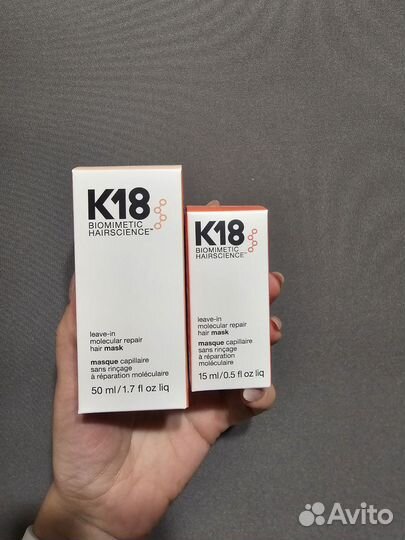 K18
BIOMIMETIC
HAIRSCIENCE™
leave-in
molecular repair
hair mask
masque capillaire
sans rinçage
à réparation moléculaire
50 ml/1.7 fl oz liq
K18
BIOMIMETIC
HAIRSCIENCE™
leave-in
molecular repair
hair mask
masque capillaire
sans rinçage
à réparation
moléculaire
15 ml/0.5 fl oz liq
Avito